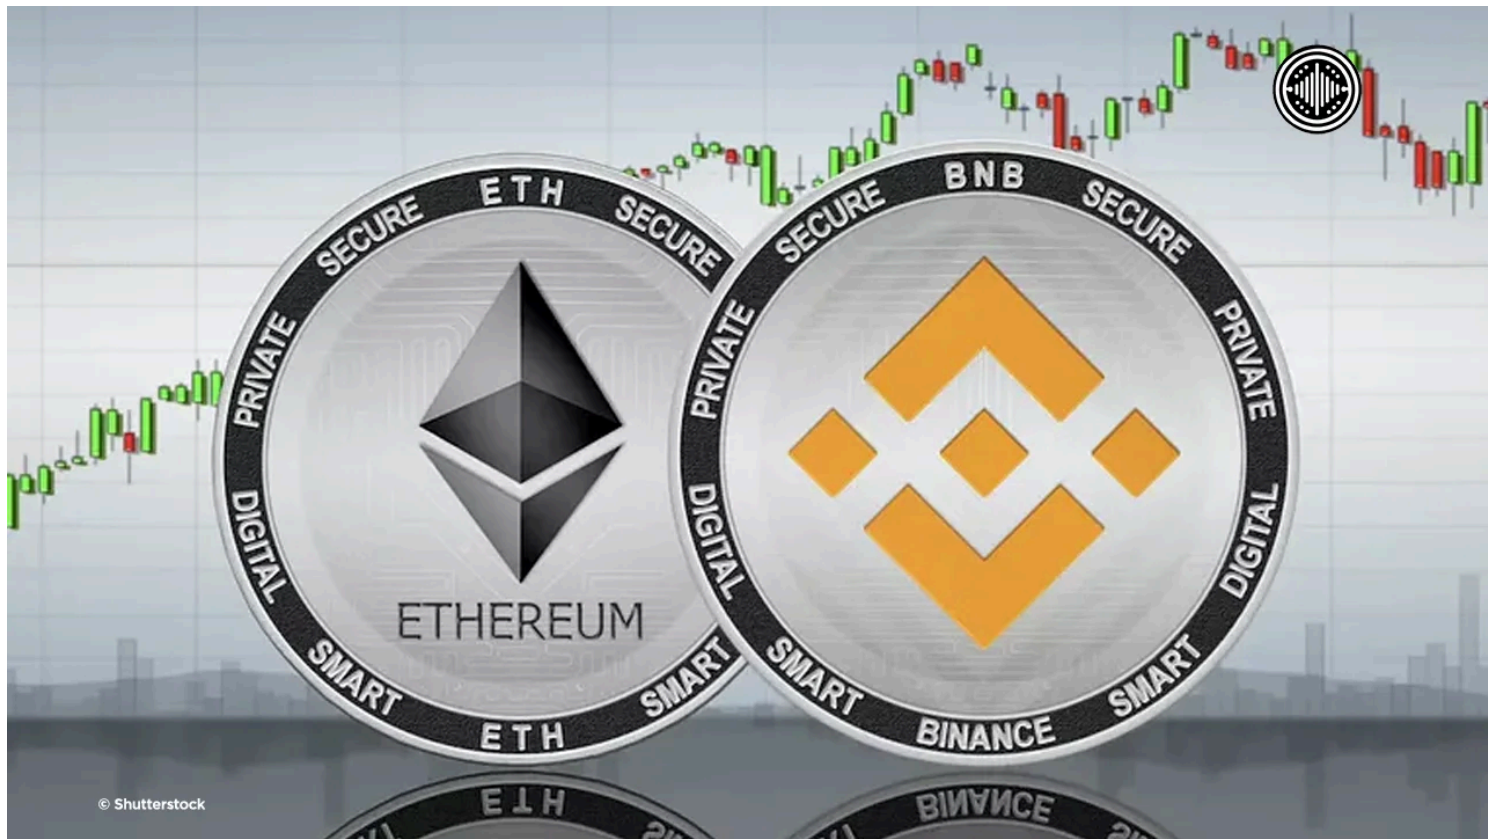 ETH
SECURE
SECURE
PRIVATE
DIGITAL
SMART
SMART
ETH
ETHEREUM
BNB
SECURE
SECURE
PRIVATE
PRIVATE
DIGITAL
DIGITAL
SMART
SMART
BINANCE
ETH
BINANCE
© Shutterstock